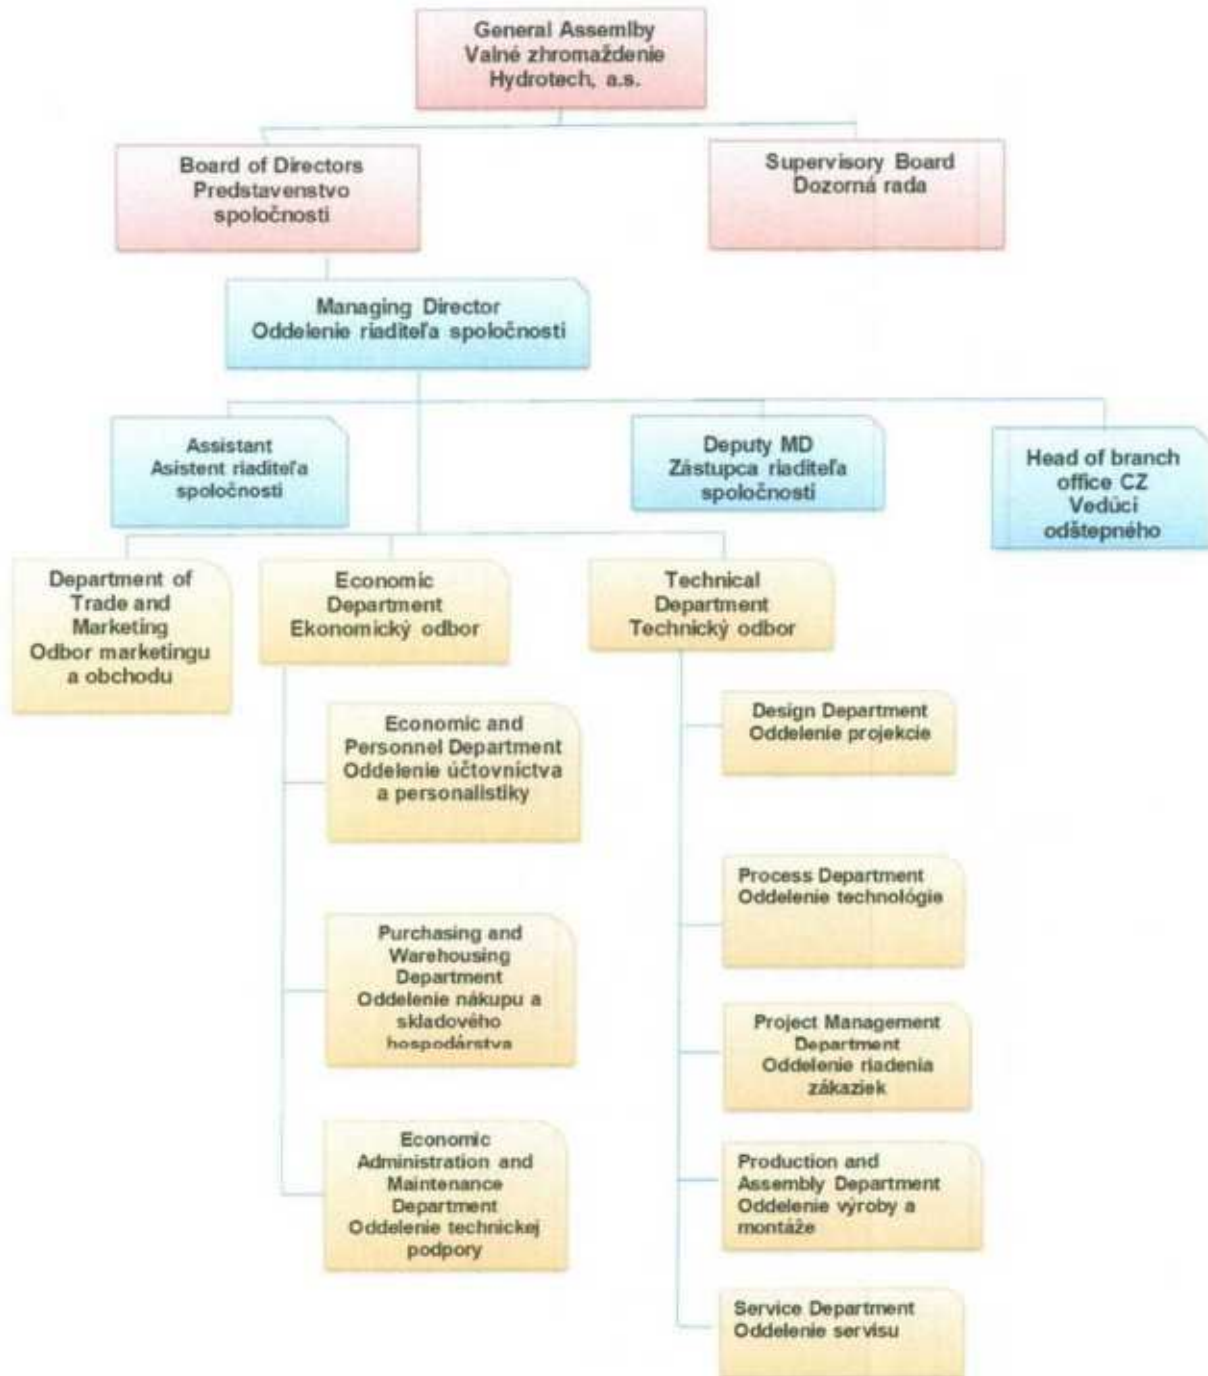 General Assemlby
Valné zhromaždenie
Hydrotech, a.s.
Board of Directors
Predstavenstvo
spoločnosti
Supervisory Board
Dozorná rada
Managing Director
Oddelenie riaditeľa spoločnosti
Assistant
Asistent riaditeľa
spoločnosti
Deputy MD
Zástupca riaditeľa
spoločnosti
Head of branch
office CZ
Vedúci
odštepného
Department of
Trade and
Marketing
Odbor marketingu
a obchodu
Economic
Department
Ekonomický odbor
Technical
Department
Technický odbor
Economic and
Personnel Department
Oddelenie účtovníctva
a personalistiky
Purchasing and
Warehousing
Department
Oddelenie nákupu a
skladového
hospodárstva
Economic
Administration and
Maintenance
Department
Oddelenie technickej
podpory
Design Department
Oddelenie projekcie
Process Department
Oddelenie technológie
Project Management
Department
Oddelenie riadenia
zákaziek
Production and
Assembly Department
Oddelenie výroby a
montáže
Service Department
Oddelenie servisu